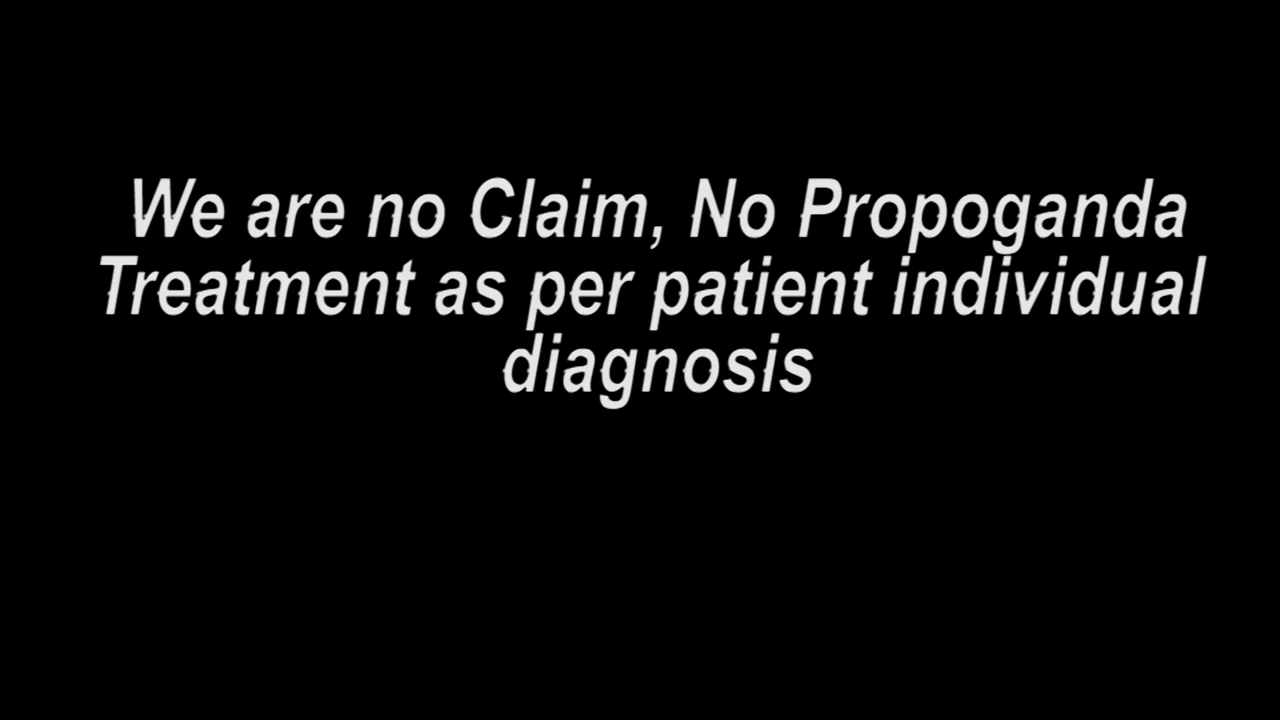 We are no Claim, No Propoganda
Treatment as per patient individual
diagnosis